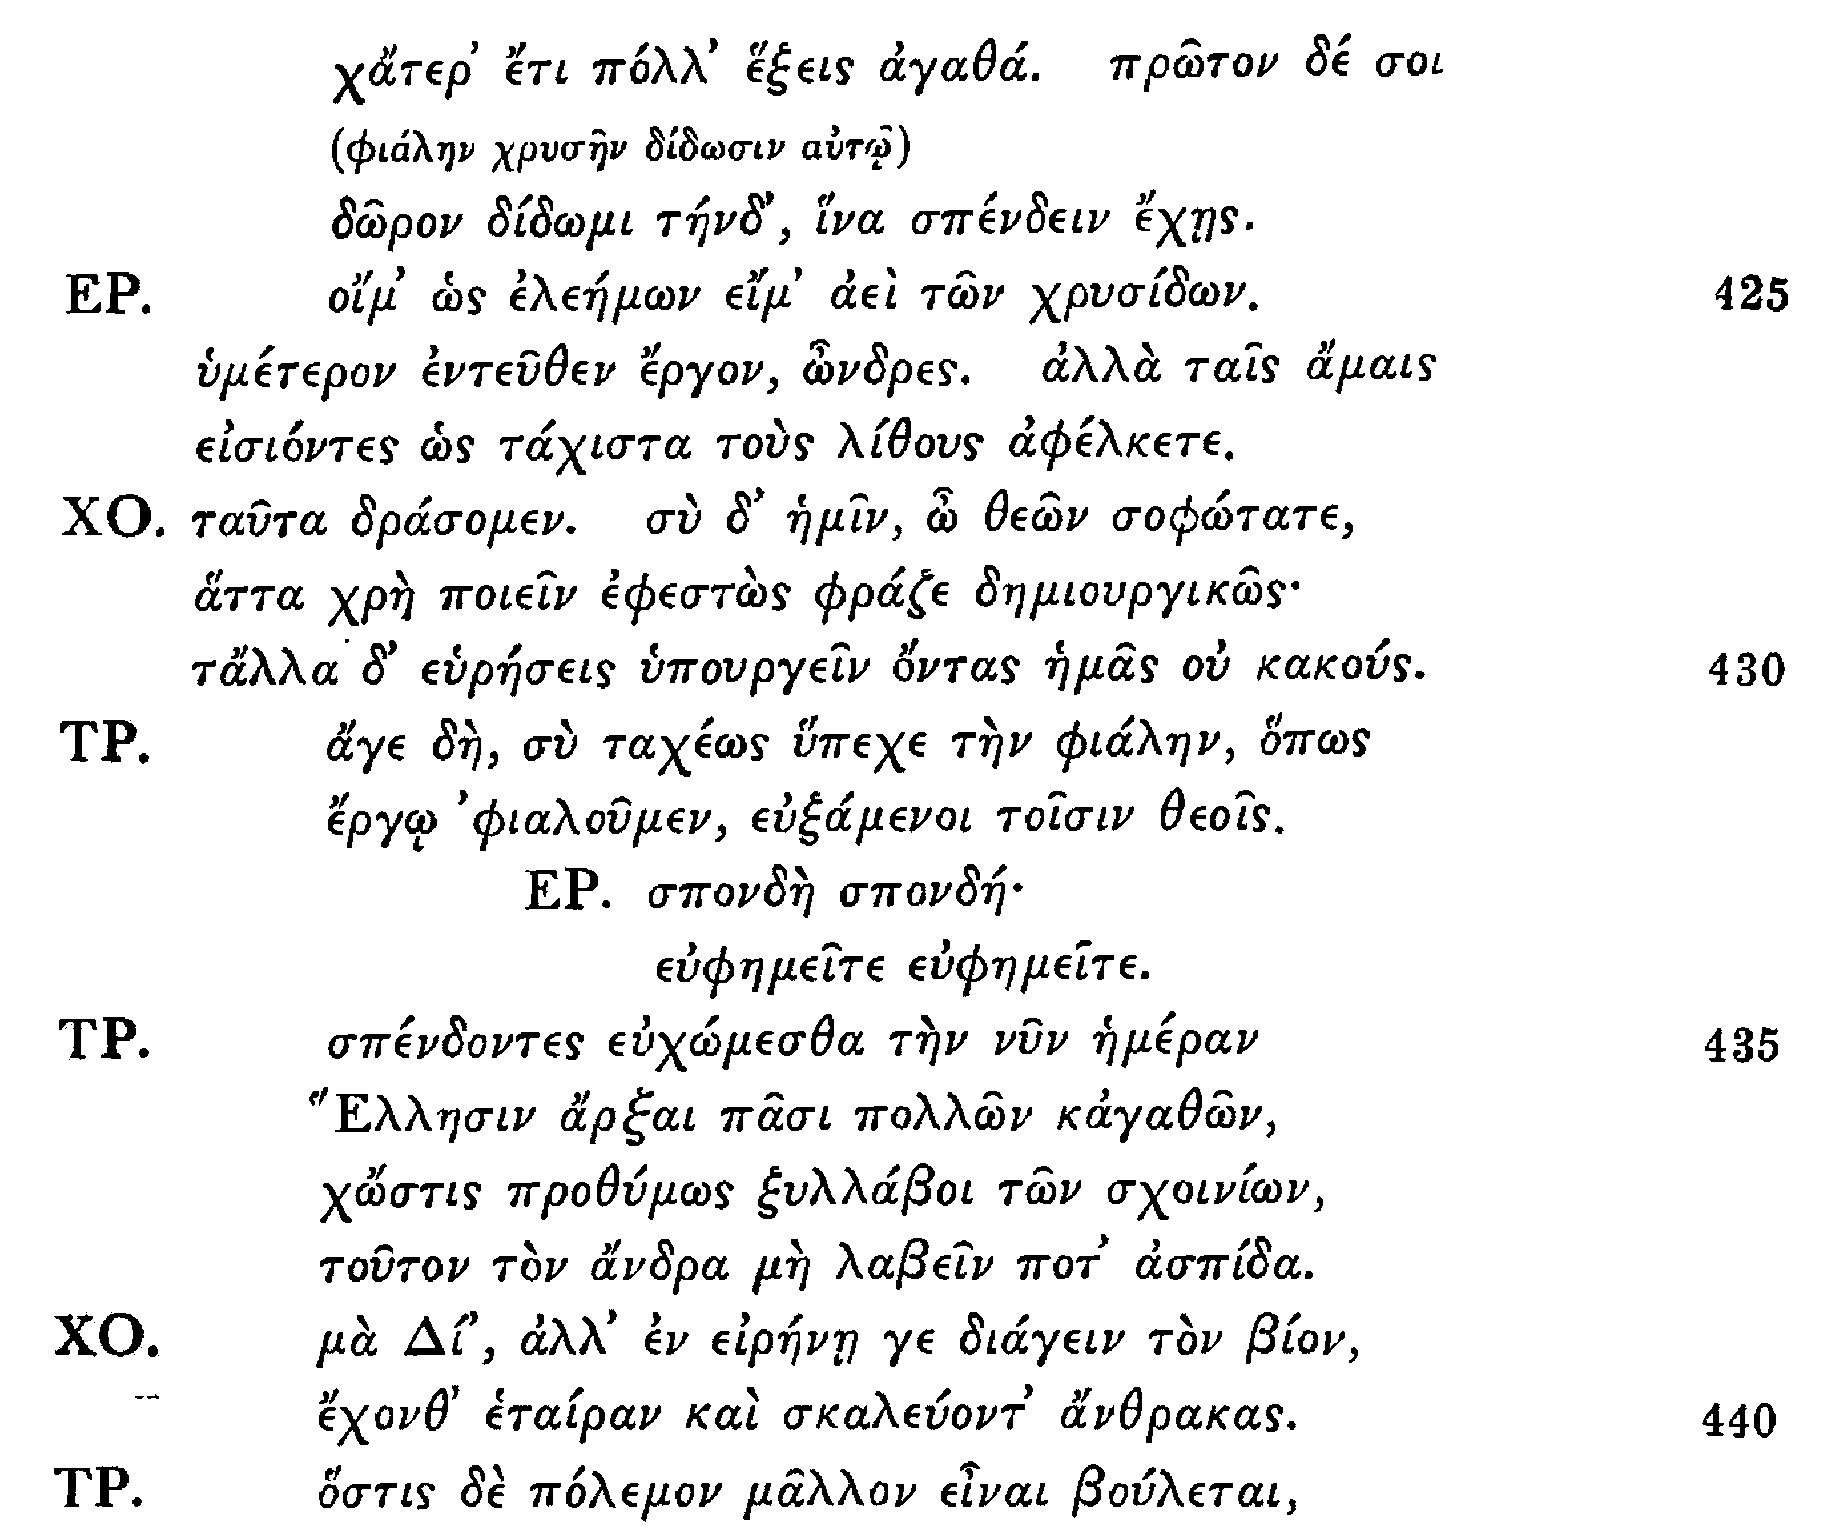 χἄτερ’ ἔτι πόλλ’ ἕξεις ἀγαθά. πρῶτον δέ σοι
(φιάλην χρυσῆν δίδωσιν αὐτῷ)
δῶρον δίδωμι τήνδ’, ἵνα σπένδειν ἔχῃς.
ΕΡ. οἴμ’ ὡς ἐλεήμων εἴμ’ ἀεὶ τῶν χρυσίδων. 425
ὑμέτερον ἐντεῦθεν ἔργον, ὦνδρες. ἀλλὰ ταῖς ἄμαις
εἰσιόντες ὡς τάχιστα τοὺς λίθους ἀφέλκετε.
ΧΟ. ταῦτα δράσομεν. σὺ δ’ ἡμῖν, ὦ θεῶν σοφώτατε,
ἅττα χρὴ ποιεῖν ἐφεστὼς φράζε δημιουργικῶς·
τἄλλα δ’ εὑρήσεις ὑπουργεῖν ὄντας ἡμᾶς οὐ κακούς. 430
ΤΡ. ἄγε δὴ, σὺ ταχέως ὕπεχε τὴν φιάλην, ὅπως
ἔργῳ ’φιαλοῦμεν, εὐξάμενοι τοῖσιν θεοῖς.
ΕΡ. σπονδὴ σπονδή·
εὐφημεῖτε εὐφημεῖτε.
ΤΡ. σπένδοντες εὐχώμεσθα τὴν νῦν ἡμέραν 435
Ἕλλησιν ἄρξαι πᾶσι πολλῶν κἀγαθῶν,
χὤστις προθύμως ξυλλάβοι τῶν σχοινίων,
τοῦτον τὸν ἄνδρα μὴ λαβεῖν ποτ’ ἀσπίδα.
ΧΟ. μὰ Δί’, ἀλλ’ ἐν εἰρήνῃ γε διάγειν τὸν βίον,
ἔχονθ’ ἑταίραν καὶ σκαλεύοντ’ ἄνθρακας. 440
ΤΡ. ὅστις δὲ πόλεμον μᾶλλον εἶναι βούλεται,